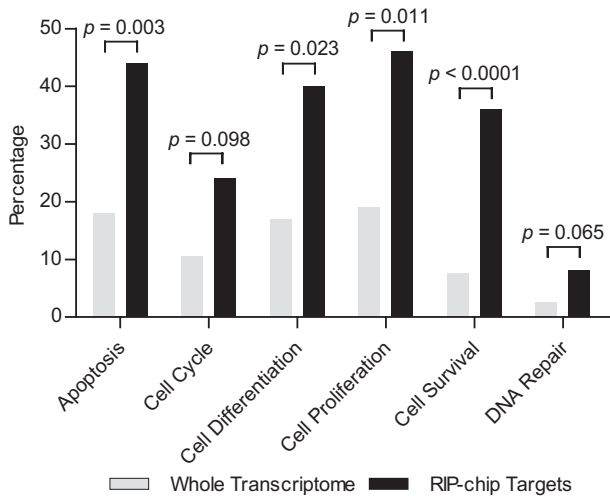 50
40
30
20
10
0
Percentage
p = 0.003
p = 0.098
p = 0.023
p = 0.011
p < 0.0001
p = 0.065
Apoptosis
Cell Cycle
Cell Differentiation
Cell Proliferation
Cell Survival
DNA Repair
Whole Transcriptome
RIP-chip Targets